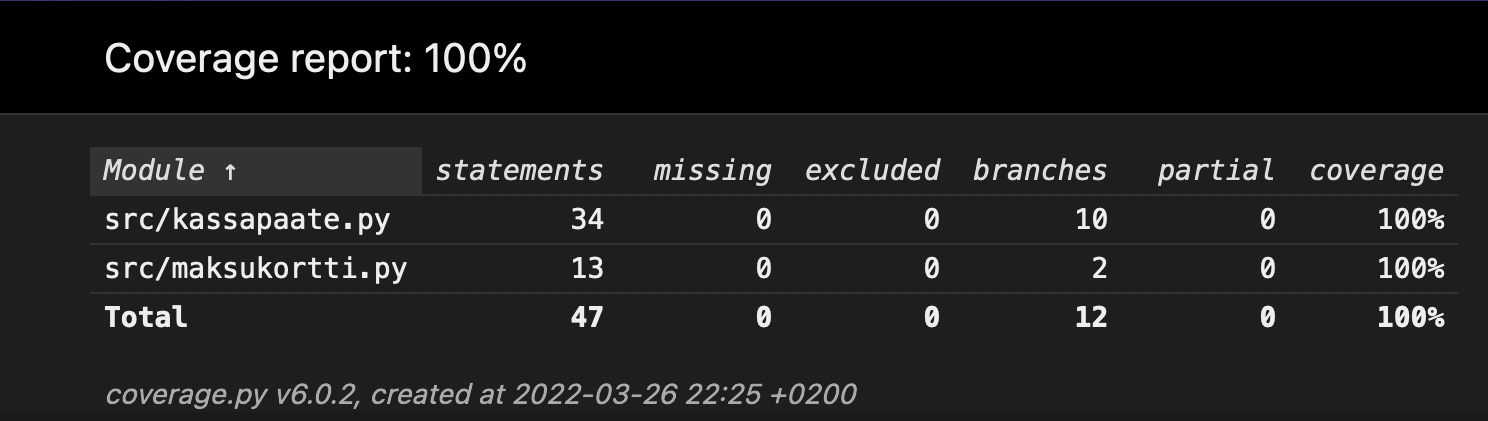 Coverage report: 100%
Module ↑ statements missing excluded branches partial coverage
src/kassapaate.py 34 0 0 10 0 100%
src/maksukortti.py 13 0 0 2 0 100%
Total 47 0 0 12 0 100%
coverage.py v6.0.2, created at 2022-03-26 22:25 +0200